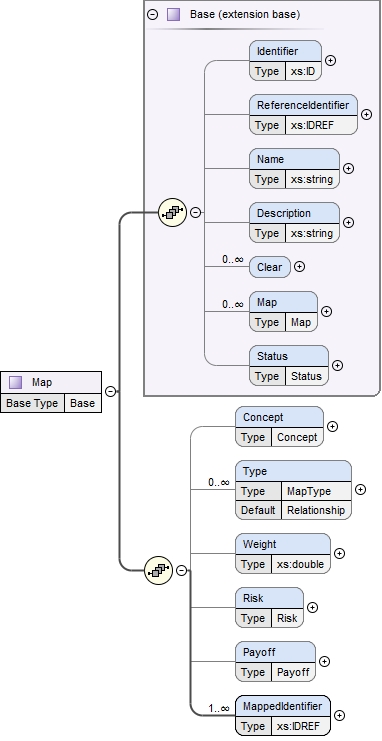 Base (extension base)
Identifier
Type xs:ID
ReferenceIdentifier
Type xs:IDREF
Name
Type xs:string
Description
Type xs:string
0..∞
Clear
0..∞
Map
Type Map
Status
Type Status
Map
Base Type Base
Concept
Type Concept
0..∞
Type
Type MapType
Default Relationship
Weight
Type xs:double
Risk
Type Risk
Payoff
Type Payoff
1..∞
MappedIdentifier
Type xs:IDREF